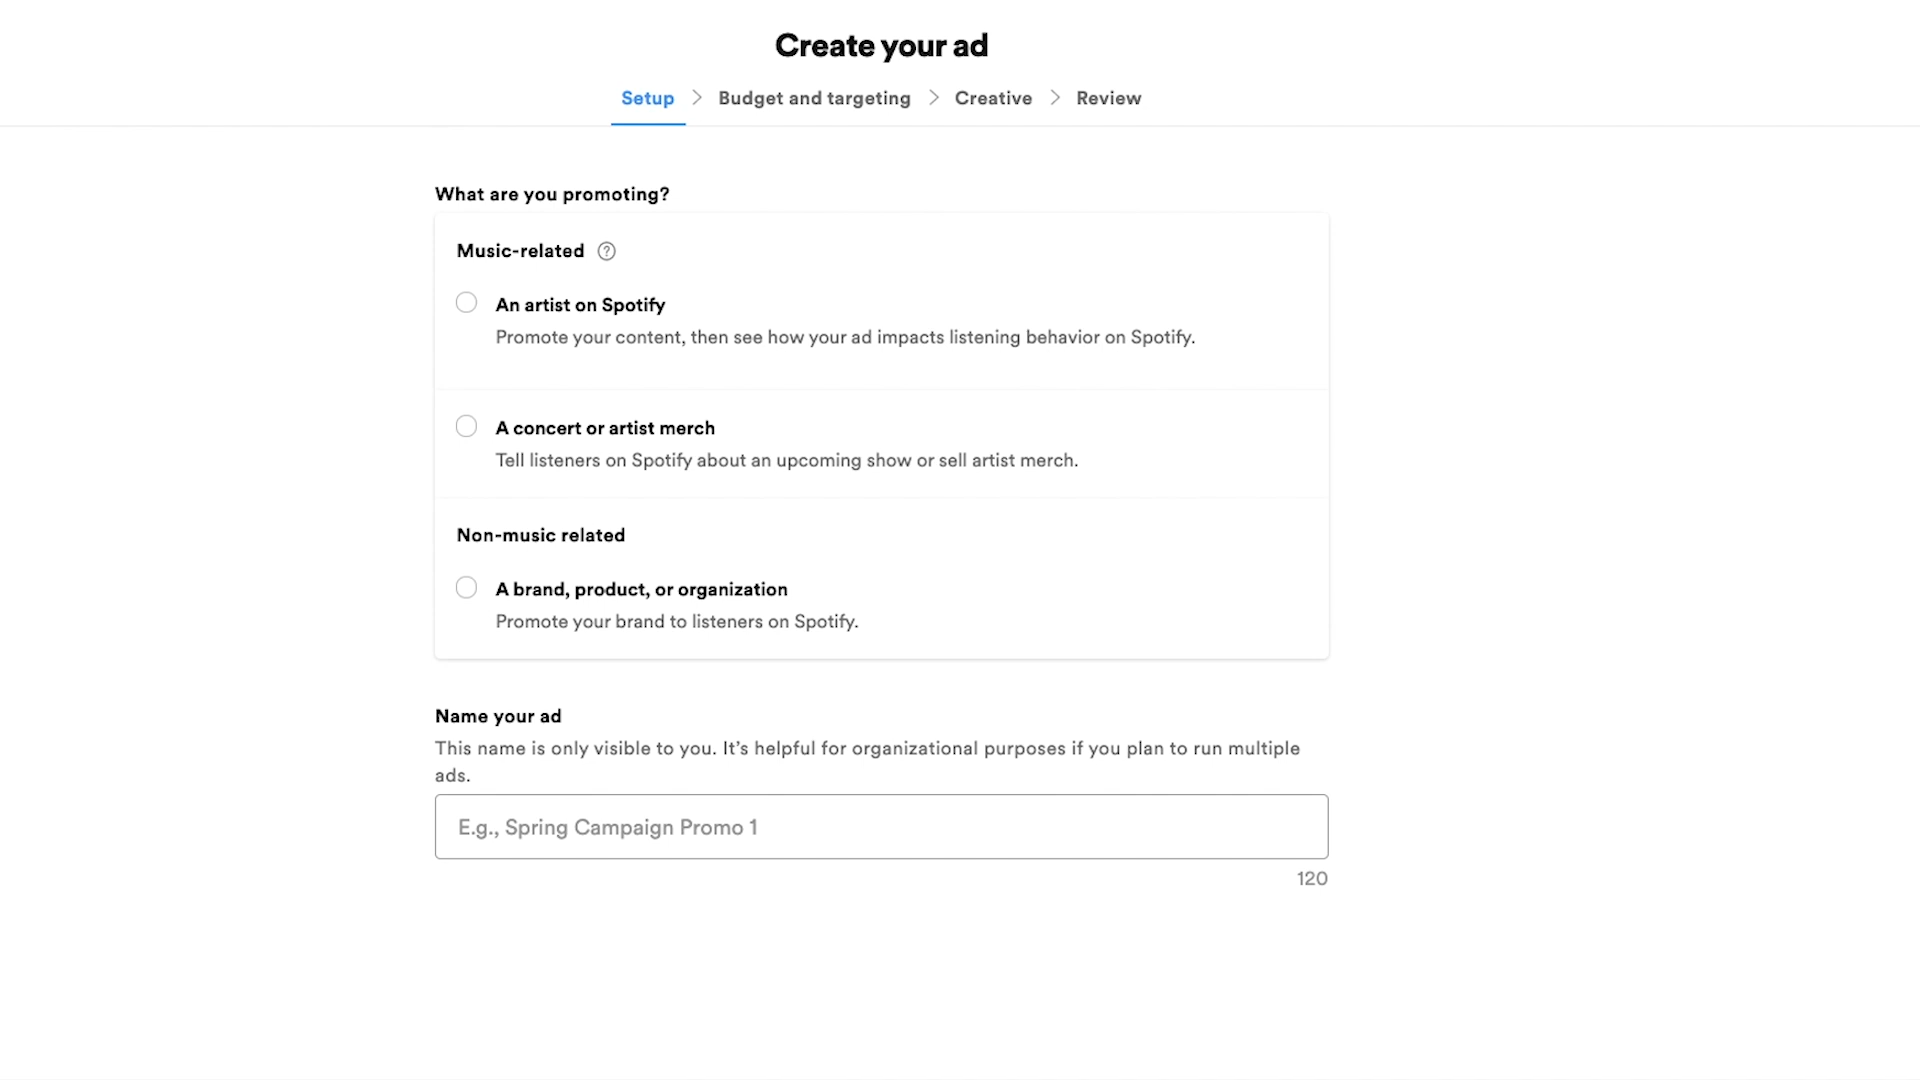 Create your ad
Setup > Budget and targeting > Creative > Review
What are you promoting?
Music-related ?
An artist on Spotify
Promote your content, then see how your ad impacts listening behavior on Spotify.
A concert or artist merch
Tell listeners on Spotify about an upcoming show or sell artist merch.
Non-music related
A brand, product, or organization
Promote your brand to listeners on Spotify.
Name your ad
This name is only visible to you. It’s helpful for organizational purposes if you plan to run multiple
ads.
E.g., Spring Campaign Promo 1
120